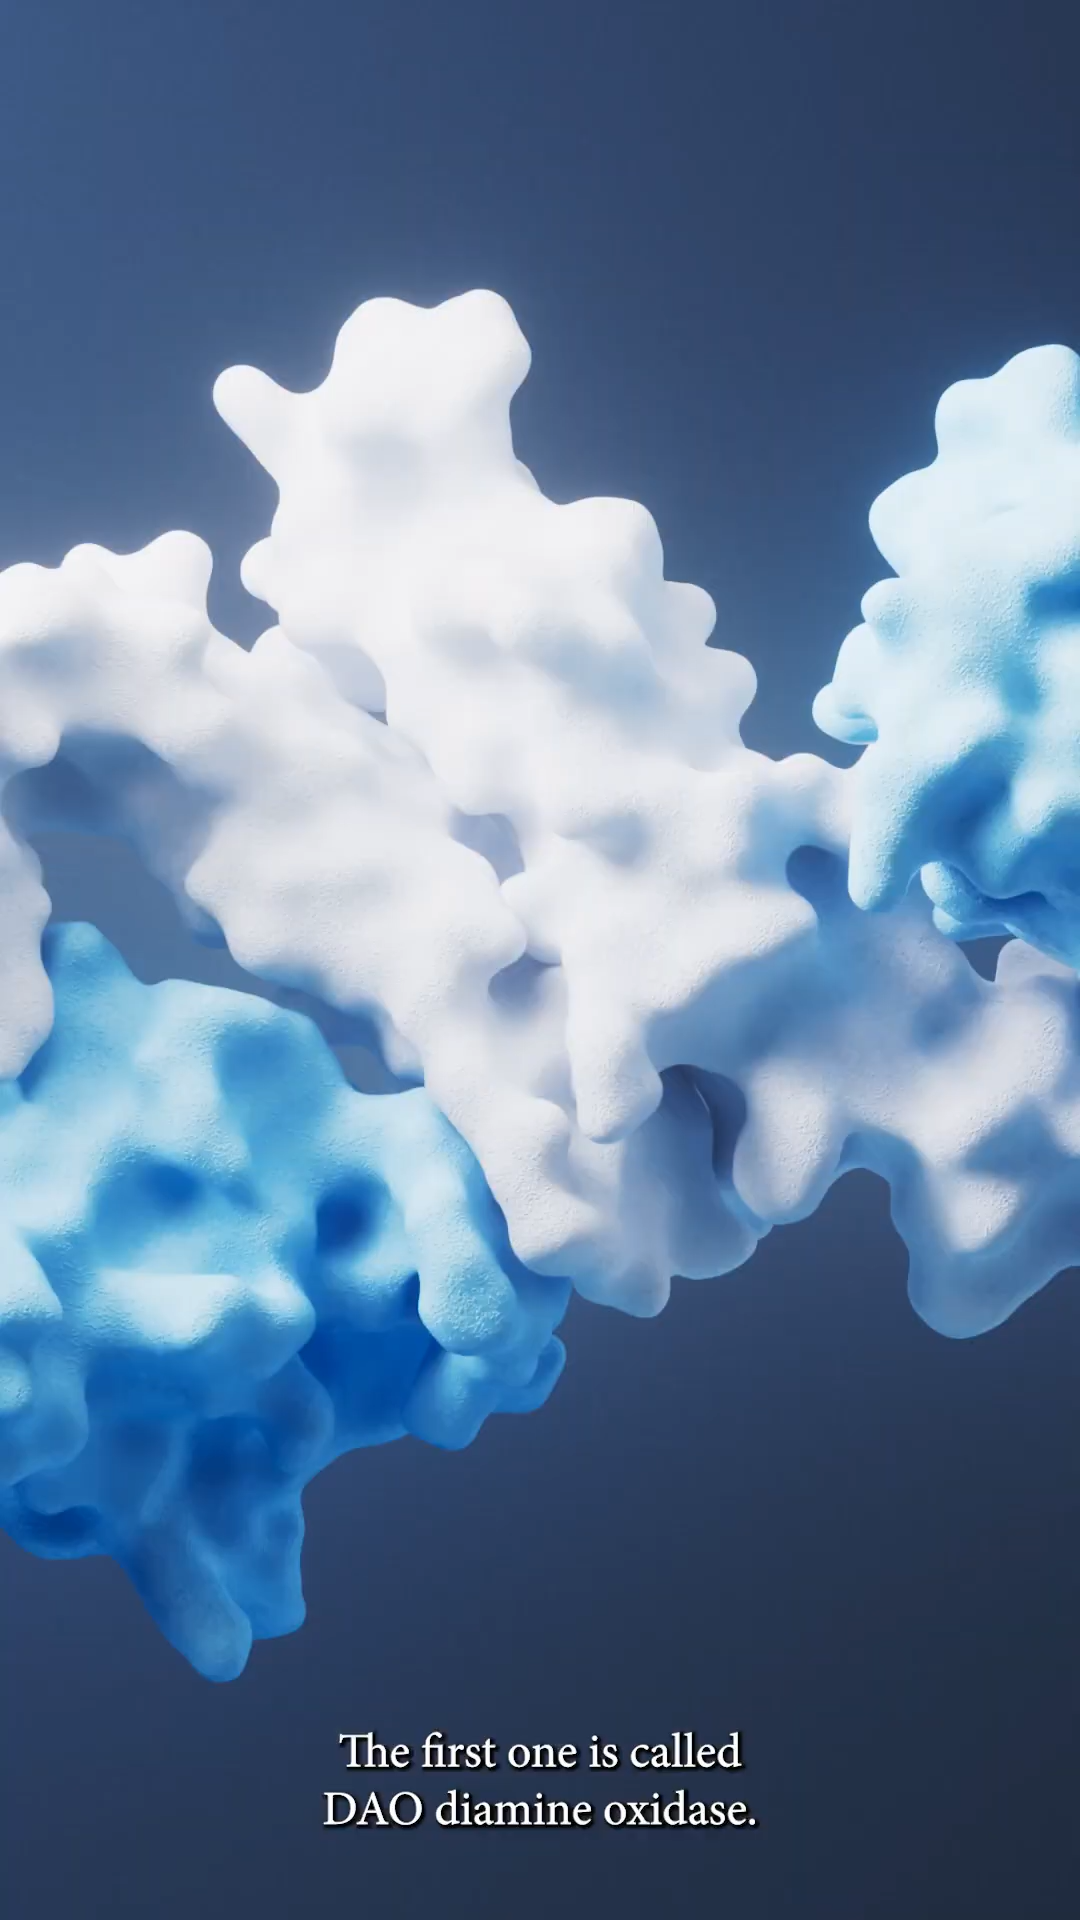 The first one is called
DAO diamine oxidase.